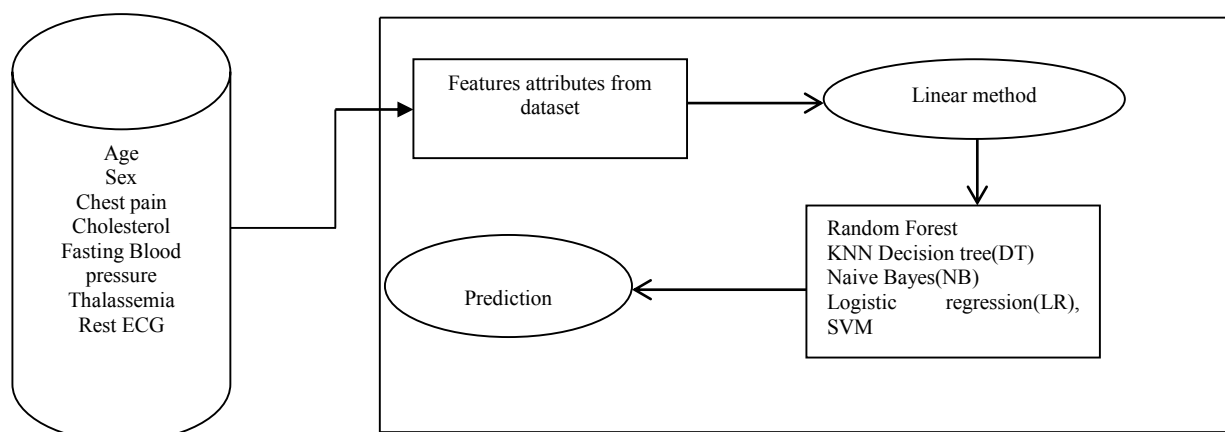 Age
Sex
Chest pain
Cholesterol
Fasting Blood
pressure
Thalassemia
Rest ECG
Features attributes from
dataset
Linear method
Random Forest
KNN Decision tree(DT)
Naive Bayes(NB)
Logistic regression(LR),
SVM
Prediction